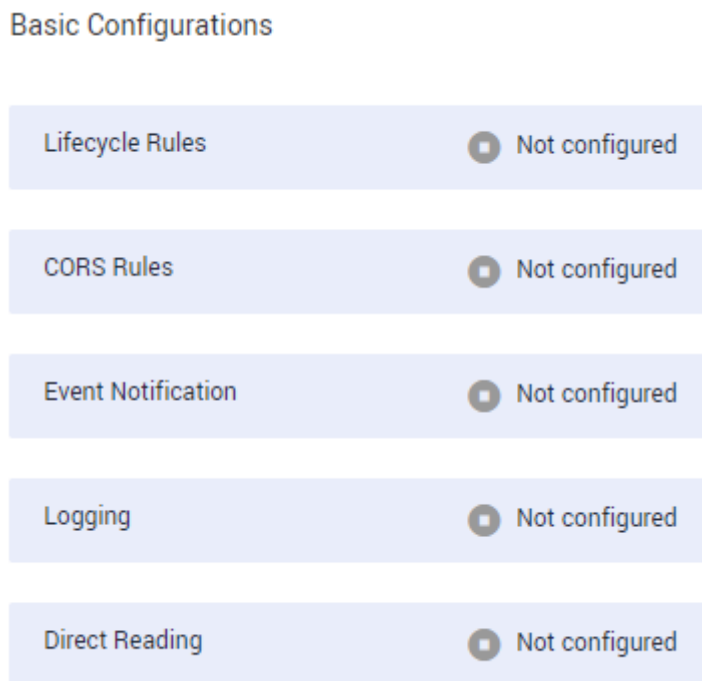 Basic Configurations
Lifecycle Rules Not configured
CORS Rules Not configured
Event Notification Not configured
Logging Not configured
Direct Reading Not configured